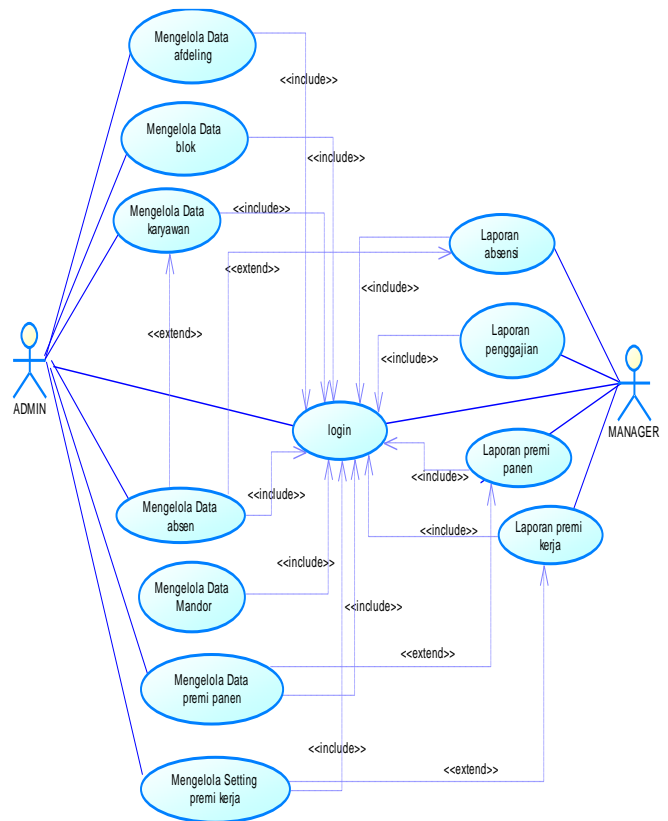 Mengelola Data
afdeling
<<include>>
Mengelola Data
blok
<<include>>
Mengelola Data
karyawan
<<include>>
Laporan
absensi
<<extend>>
<<include>>
<<extend>>
Laporan
penggajian
<<include>>
ADMIN
MANAGER
login
Laporan premi
panen
<<include>>
Mengelola Data
absen
<<include>>
Laporan premi
kerja
<<include>>
Mengelola Data
Mandor
<<include>>
<<include>>
Mengelola Data
premi panen
<<extend>>
<<include>>
Mengelola Setting
premi kerja
<<extend>>